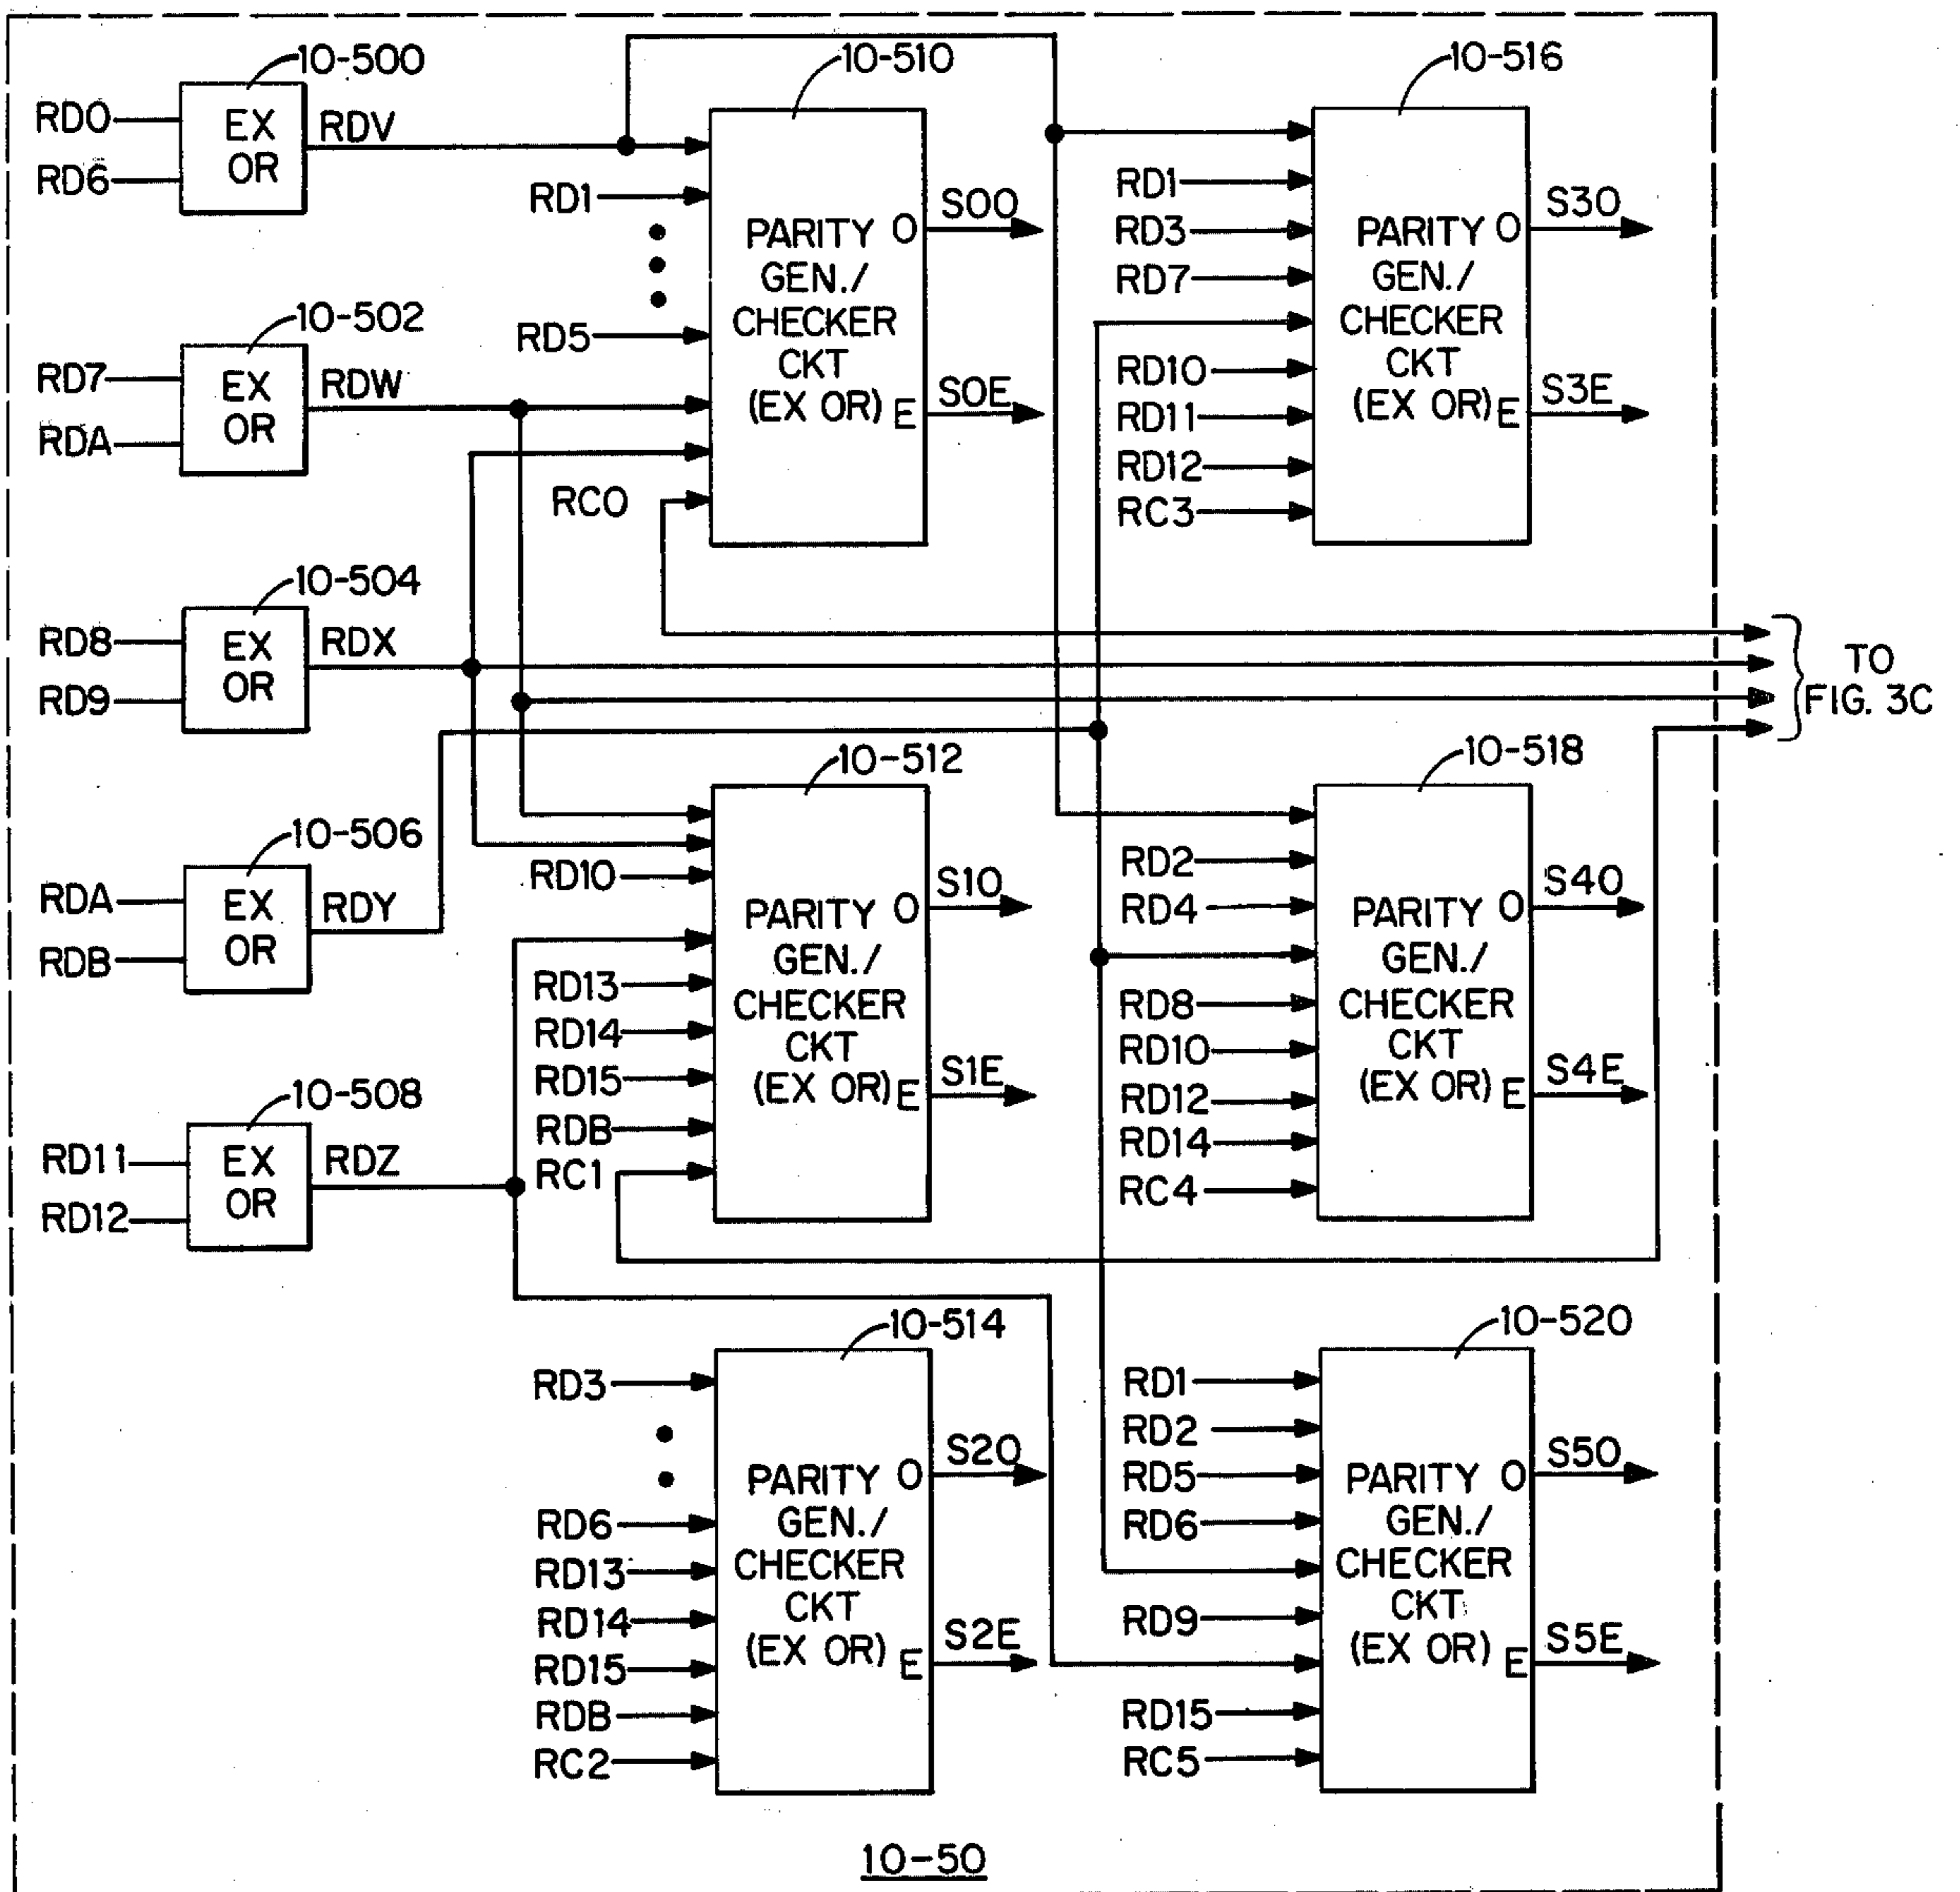 10-500
RD0
RD6
EX OR
RDV
10-502
RD7
RDA
EX OR
RDW
10-504
RD8
RD9
EX OR
RDX
10-506
RDA
RDB
EX OR
RDY
10-508
RD11
RD12
EX OR
RDZ
10-510
RD1
RD5
RC0
PARITY O
GEN./
CHECKER
CKT
(EX OR) E
S00
S0E
10-512
RD10
RD13
RD14
RD15
RDB
RC1
PARITY O
GEN./
CHECKER
CKT
(EX OR) E
S10
S1E
10-514
RD3
RD6
RD13
RD14
RD15
RDB
RC2
PARITY O
GEN./
CHECKER
CKT
(EX OR) E
S20
S2E
10-516
RD1
RD3
RD7
RD10
RD11
RD12
RC3
PARITY O
GEN./
CHECKER
CKT
(EX OR) E
S30
S3E
TO
FIG. 3C
10-518
RD2
RD4
RD8
RD10
RD12
RD14
RC4
PARITY O
GEN./
CHECKER
CKT
(EX OR) E
S40
S4E
10-520
RD1
RD2
RD5
RD6
RD9
RD15
RC5
PARITY O
GEN./
CHECKER
CKT
(EX OR) E
S50
S5E
10-50